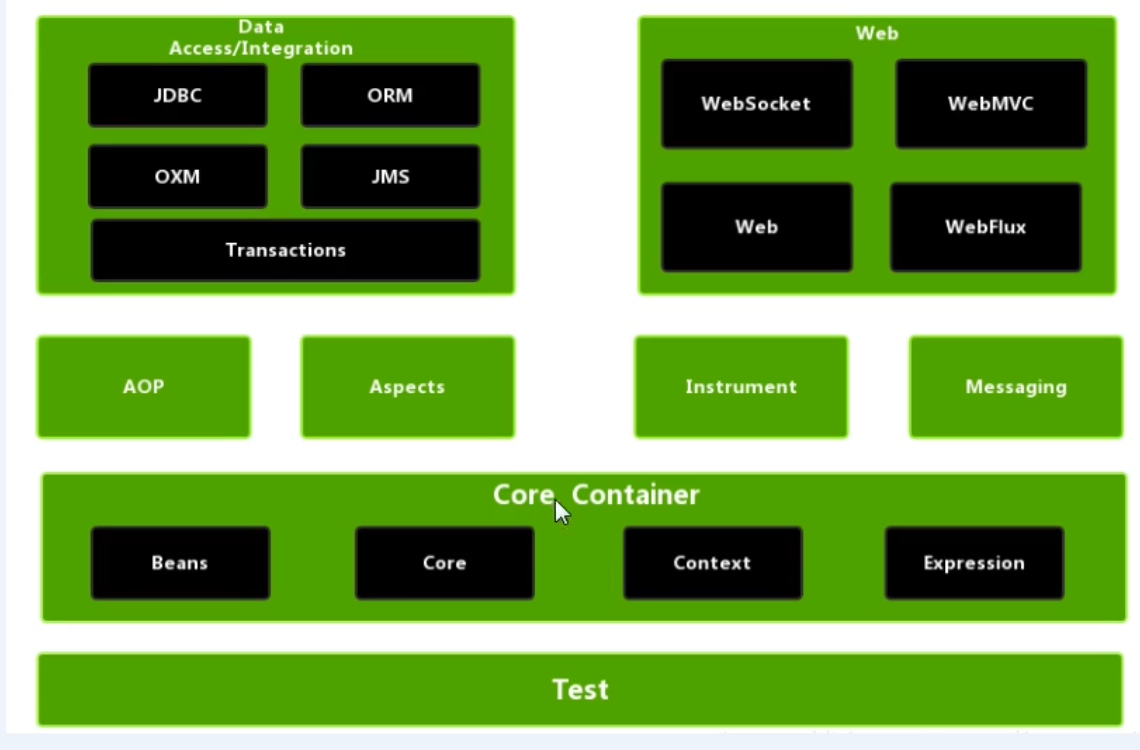 Data
Access/Integration
JDBC
ORM
OXM
JMS
Transactions
Web
WebSocket
WebMVC
Web
WebFlux
AOP
Aspects
Instrument
Messaging
Core Container
Beans
Core
Context
Expression
Test